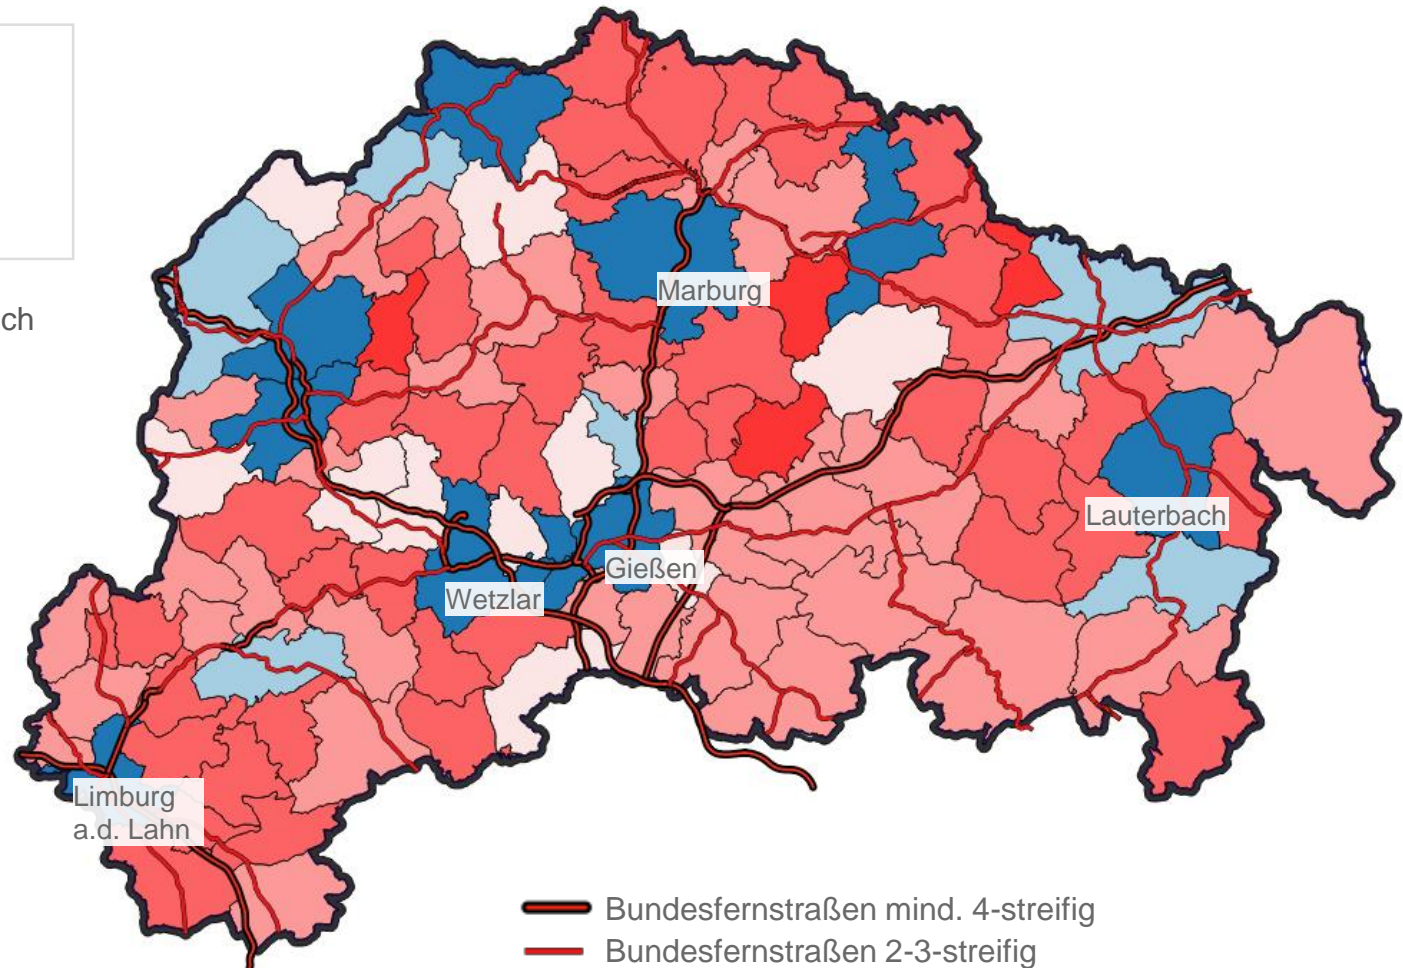 ch
Marburg
Lauterbach
Gießen
Wetzlar
Limburg
a.d. Lahn
Bundesfernstraßen mind. 4-streifig
Bundesfernstraßen 2-3-streifig